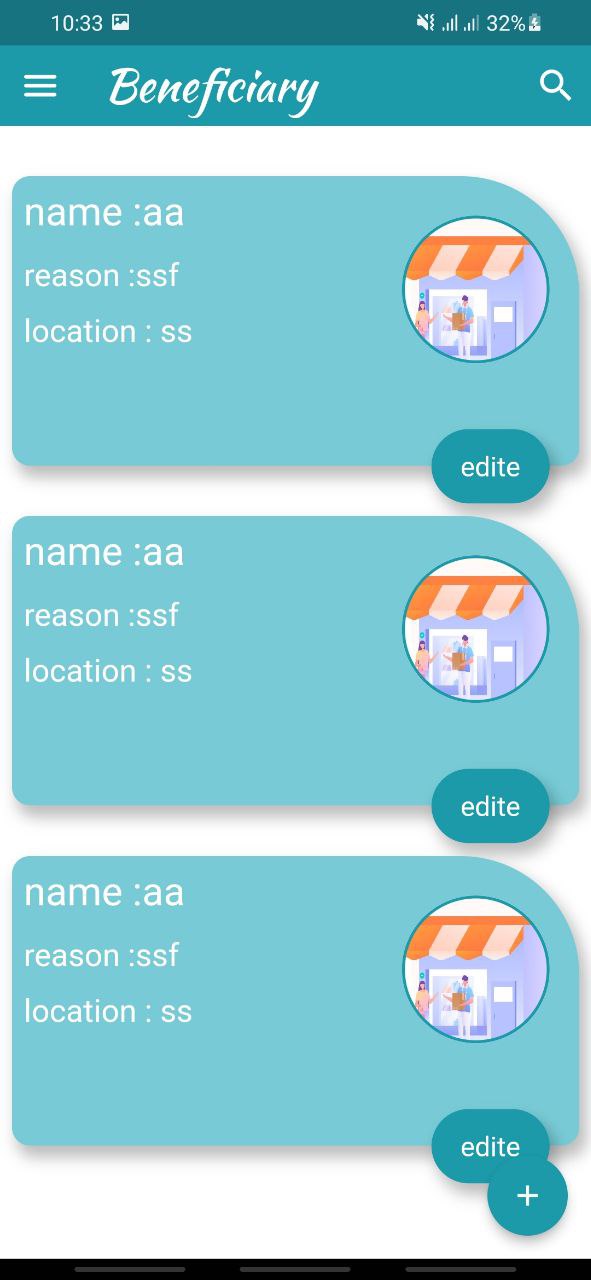 10:33 32%
Beneficiary
name :aa
reason :ssf
location : ss
edite
name :aa
reason :ssf
location : ss
edite
name :aa
reason :ssf
location : ss
edite
+